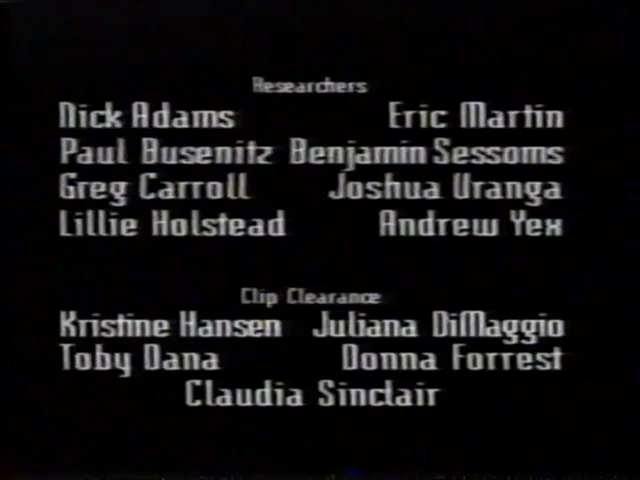 Researchers
Nick Adams Eric Martin
Paul Busenitz Benjamin Sessoms
Greg Carroll Joshua Uranga
Lillie Holstead Andrew Yex
Clip Clearance
Kristine Hansen Juliana DiMaggio
Toby Dana Donna Forrest
Claudia Sinclair